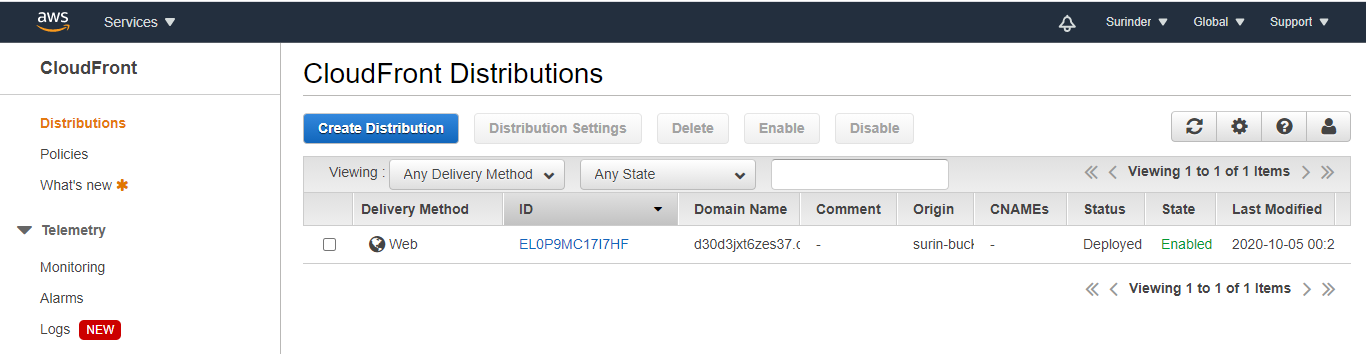 aws Services Surinder Global Support
CloudFront
CloudFront Distributions
Distributions
Policies
What's new
Telemetry
Monitoring
Alarms
Logs NEW
Create Distribution Distribution Settings Delete Enable Disable
Viewing : Any Delivery Method Any State Viewing 1 to 1 of 1 Items
Delivery Method ID Domain Name Comment Origin CNAMEs Status State Last Modified
Web EL0P9MC17I7HF d30d3jxt6zes37.c - surin-buck - Deployed Enabled 2020-10-05 00:2
Viewing 1 to 1 of 1 Items